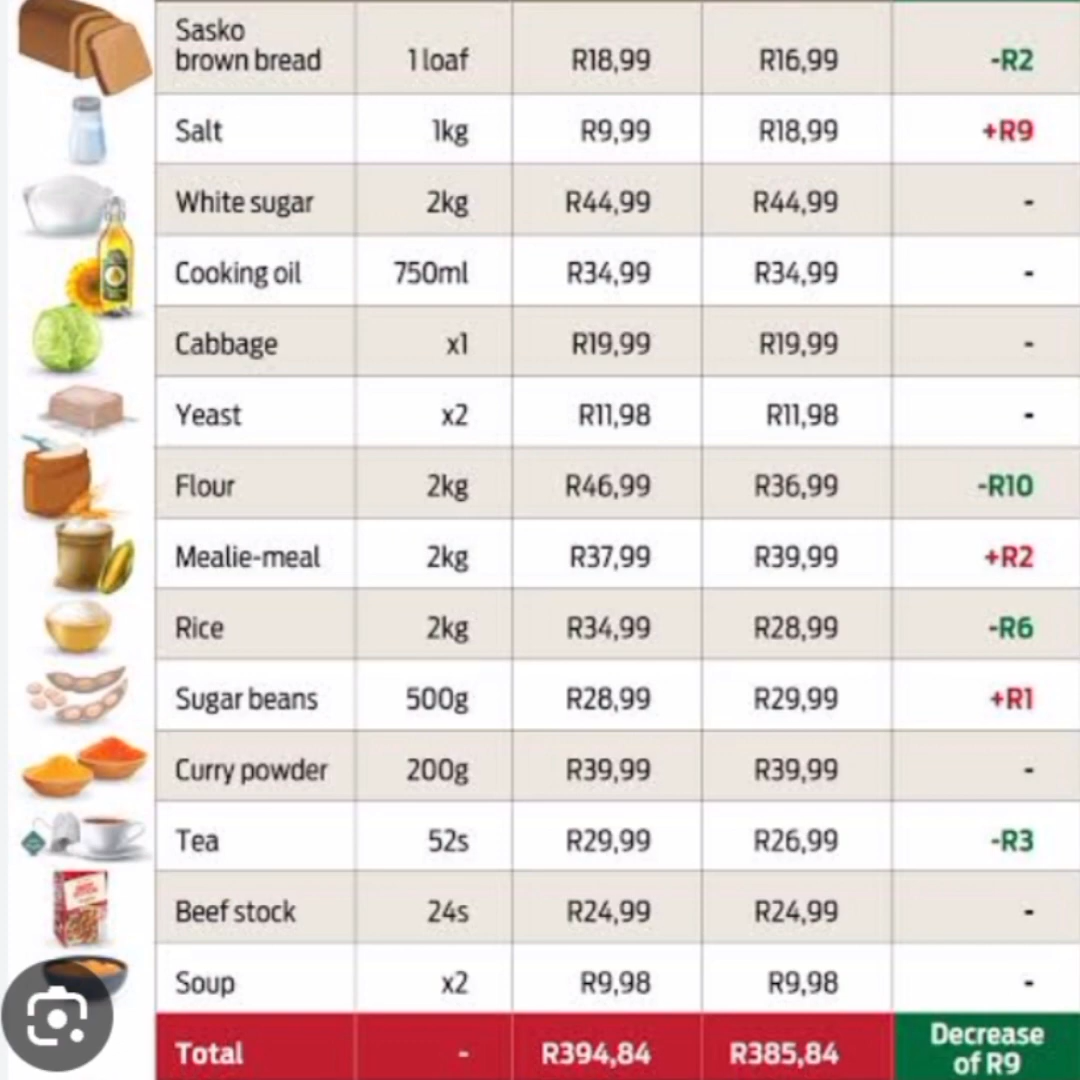 Sasko
brown bread 1 loaf R18,99 R16,99 -R2
Salt 1kg R9,99 R18,99 +R9
White sugar 2kg R44,99 R44,99 -
Cooking oil 750ml R34,99 R34,99 -
Cabbage x1 R19,99 R19,99 -
Yeast x2 R11,98 R11,98 -
Flour 2kg R46,99 R36,99 -R10
Mealie-meal 2kg R37,99 R39,99 +R2
Rice 2kg R34,99 R28,99 -R6
Sugar beans 500g R28,99 R29,99 +R1
Curry powder 200g R39,99 R39,99 -
Tea 52s R29,99 R26,99 -R3
Beef stock 24s R24,99 R24,99 -
Soup x2 R9,98 R9,98 -
Total - R394,84 R385,84 Decrease
of R9